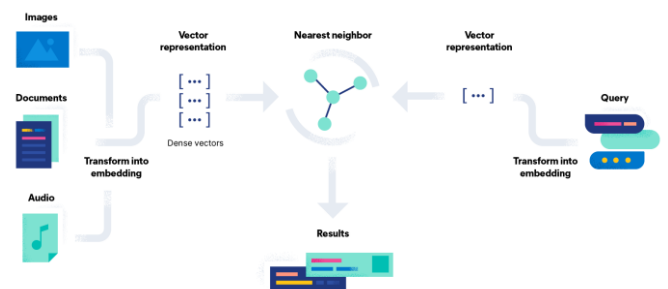 Images
Vector
representation
Nearest neighbor
Vector
representation
[•••]
[•••]
[•••]
[•••]
Documents
Query
Dense vectors
Transform into
embedding
Transform into
embedding
Audio
Results